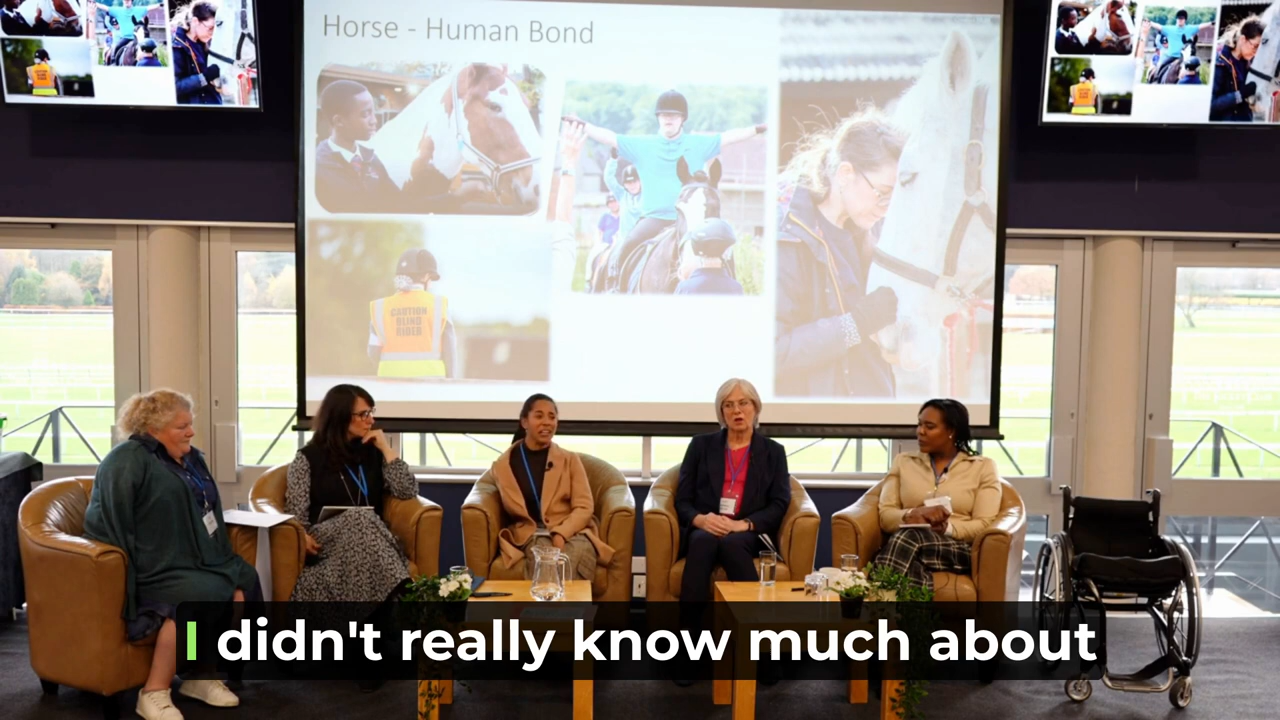 Horse - Human Bond
CAUTION
BLIND
RIDER
I didn't really know much about